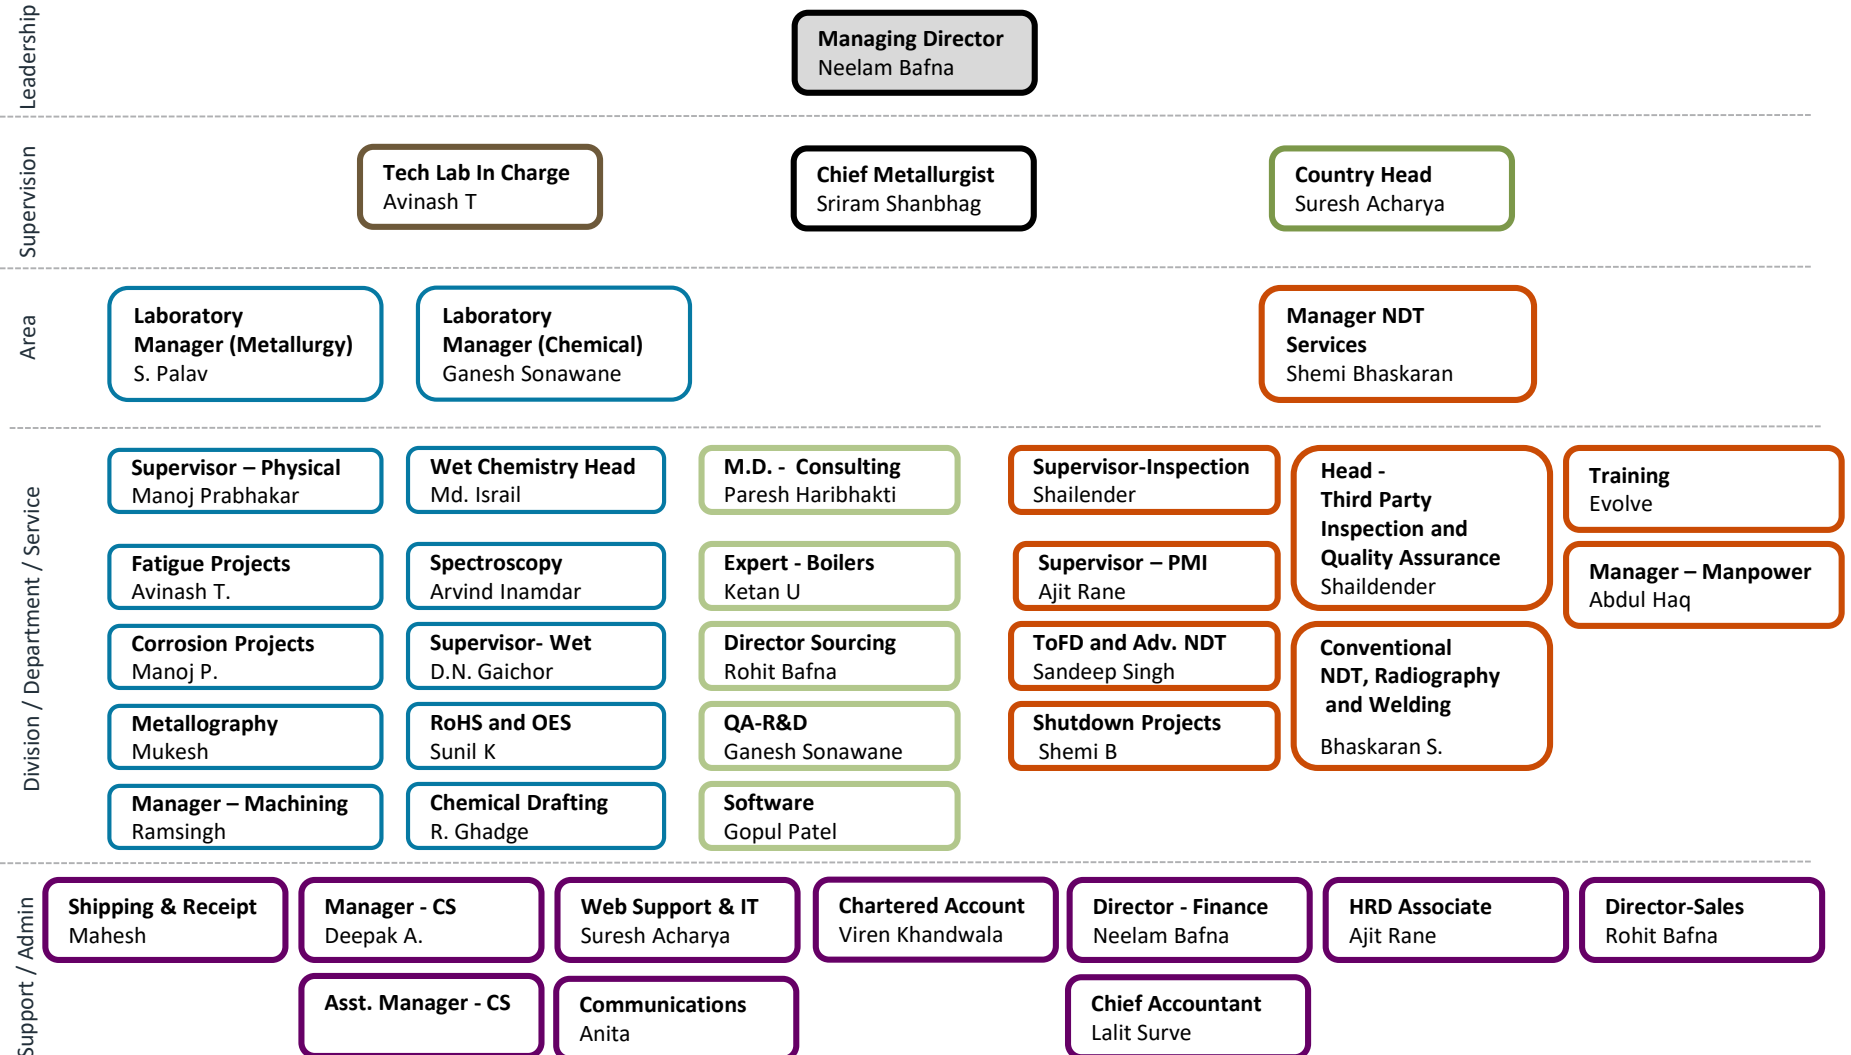 Leadership
Managing Director
Neelam Bafna
Supervision
Tech Lab In Charge
Avinash T
Chief Metallurgist
Sriram Shanbhag
Country Head
Suresh Acharya
Area
Laboratory
Manager (Metallurgy)
S. Palav
Laboratory
Manager (Chemical)
Ganesh Sonawane
Manager NDT
Services
Shemi Bhaskaran
Division / Department / Service
Supervisor – Physical
Manoj Prabhakar
Fatigue Projects
Avinash T.
Corrosion Projects
Manoj P.
Metallography
Mukesh
Manager – Machining
Ramsingh
Wet Chemistry Head
Md. Israil
Spectroscopy
Arvind Inamdar
Supervisor- Wet
D.N. Gaichor
RoHS and OES
Sunil K
Chemical Drafting
R. Ghadge
M.D. - Consulting
Paresh Haribhakti
Expert - Boilers
Ketan U
Director Sourcing
Rohit Bafna
QA-R&D
Ganesh Sonawane
Software
Gopul Patel
Supervisor-Inspection
Shailender
Supervisor – PMI
Ajit Rane
ToFD and Adv. NDT
Sandeep Singh
Shutdown Projects
Shemi B
Head -
Third Party
Inspection and
Quality Assurance
Shaildender
Conventional
NDT, Radiography
and Welding
Bhaskaran S.
Training
Evolve
Manager – Manpower
Abdul Haq
Support / Admin
Shipping & Receipt
Mahesh
Manager - CS
Deepak A.
Web Support & IT
Suresh Acharya
Chartered Account
Viren Khandwala
Director - Finance
Neelam Bafna
HRD Associate
Ajit Rane
Director-Sales
Rohit Bafna
Asst. Manager - CS
Communications
Anita
Chief Accountant
Lalit Surve